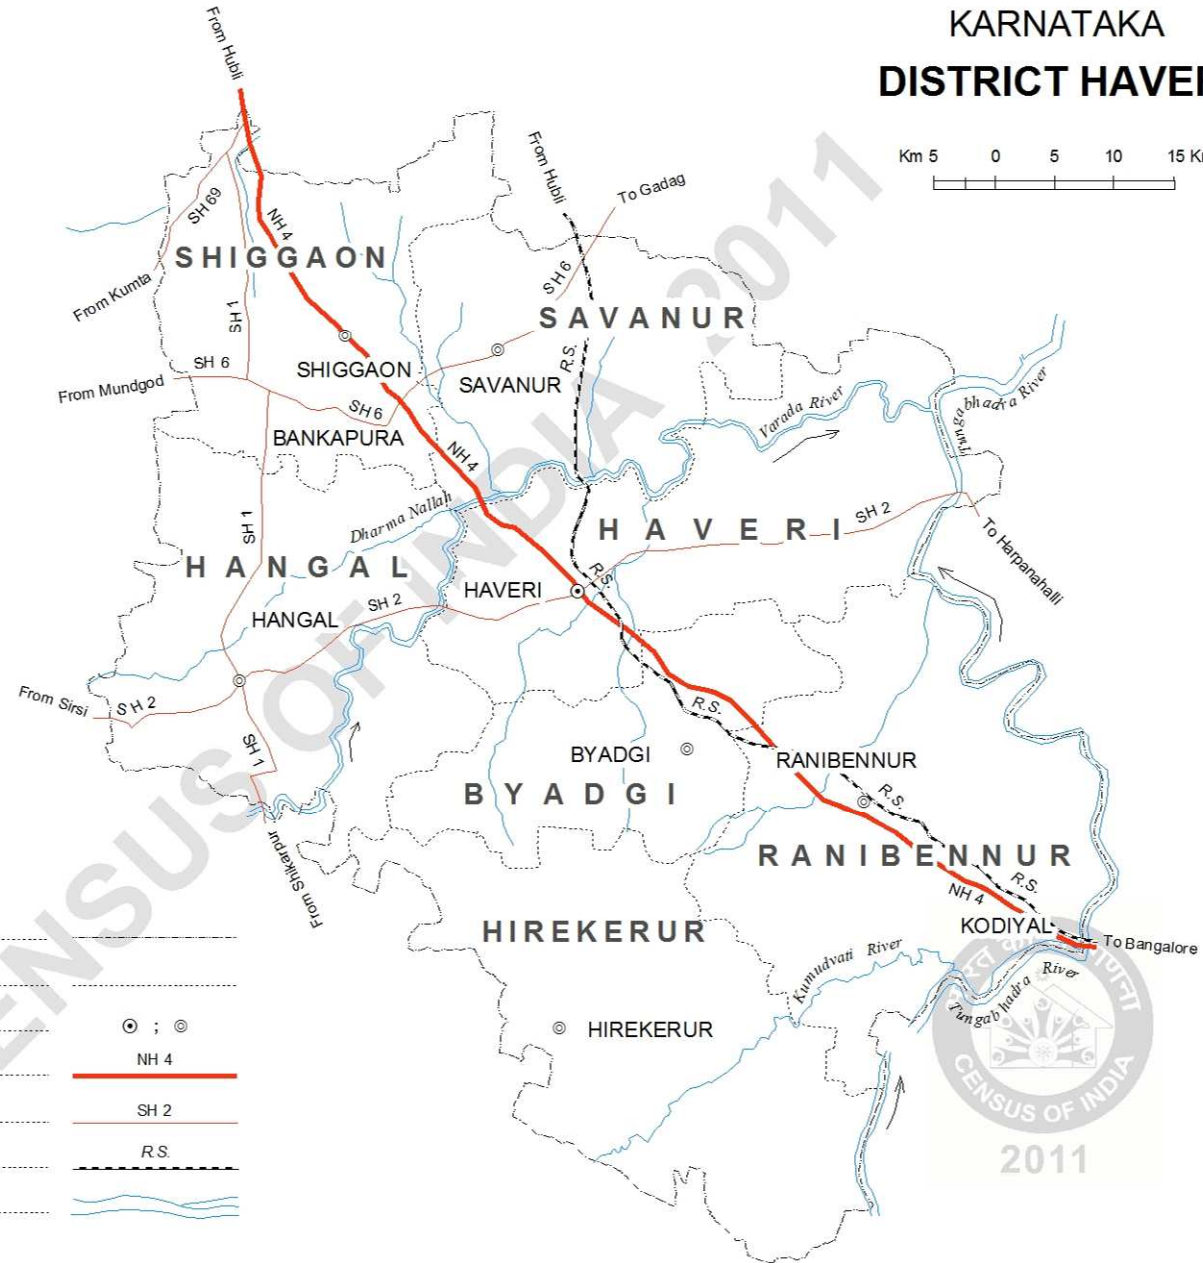 KARNATAKA
DISTRICT HAVERI
Km 5 0 5 10 15 Km
From Hubli
From Hubli
To Gadag
SH 69
NH 4
SHIGGAON
From Kumta
SH 6
SH 1
SAVANUR
SHIGGAON
R.S.
SH 6
From Mundgod
SAVANUR
SH 6
BANKAPURA
Varada River
Tungabhadra River
NH 4
Dharma Nallah
SH 1
HAVERI
SH 2
To Harpanahalli
HANGAL
R.S.
HAVERI
SH 2
HANGAL
From Sirsi
SH 2
R.S.
SH 1
BYADGI
RANIBENNUR
BYADGI
R.S.
RANIBENNUR
From Shikarpur
R.S.
NH 4
HIREKERUR
KODIYAL
To Bangalore
Kumudvati River
Tungabhadra River
HIREKERUR
;
NH 4
SH 2
R.S.
CENSUS OF INDIA 2011
CENSUS OF INDIA
2011